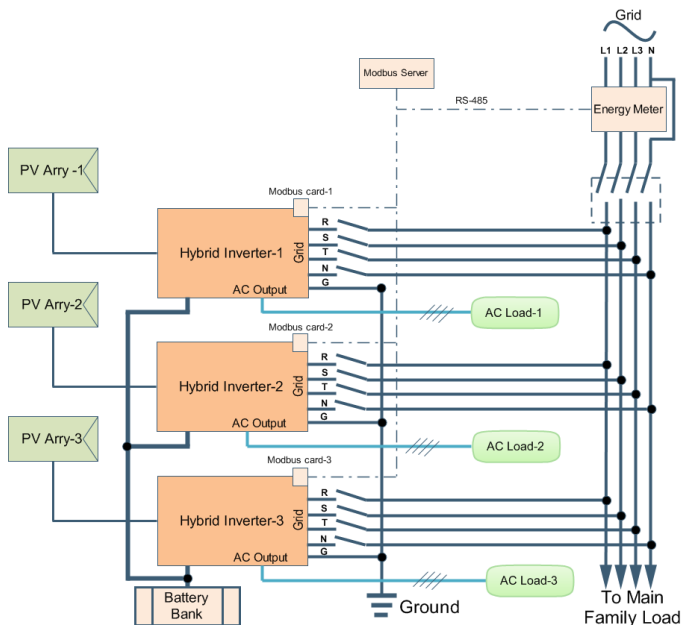 Grid
L1 L2 L3 N
Modbus Server
RS-485
Energy Meter
PV Arry -1
Modbus card-1
Hybrid Inverter-1
Grid
R
S
T
N
G
AC Output
AC Load-1
PV Arry-2
Modbus card-2
Hybrid Inverter-2
Grid
R
S
T
N
G
AC Output
AC Load-2
PV Arry-3
Modbus card-3
Hybrid Inverter-3
Grid
R
S
T
N
G
AC Output
AC Load-3
Battery
Bank
Ground
To Main
Family Load